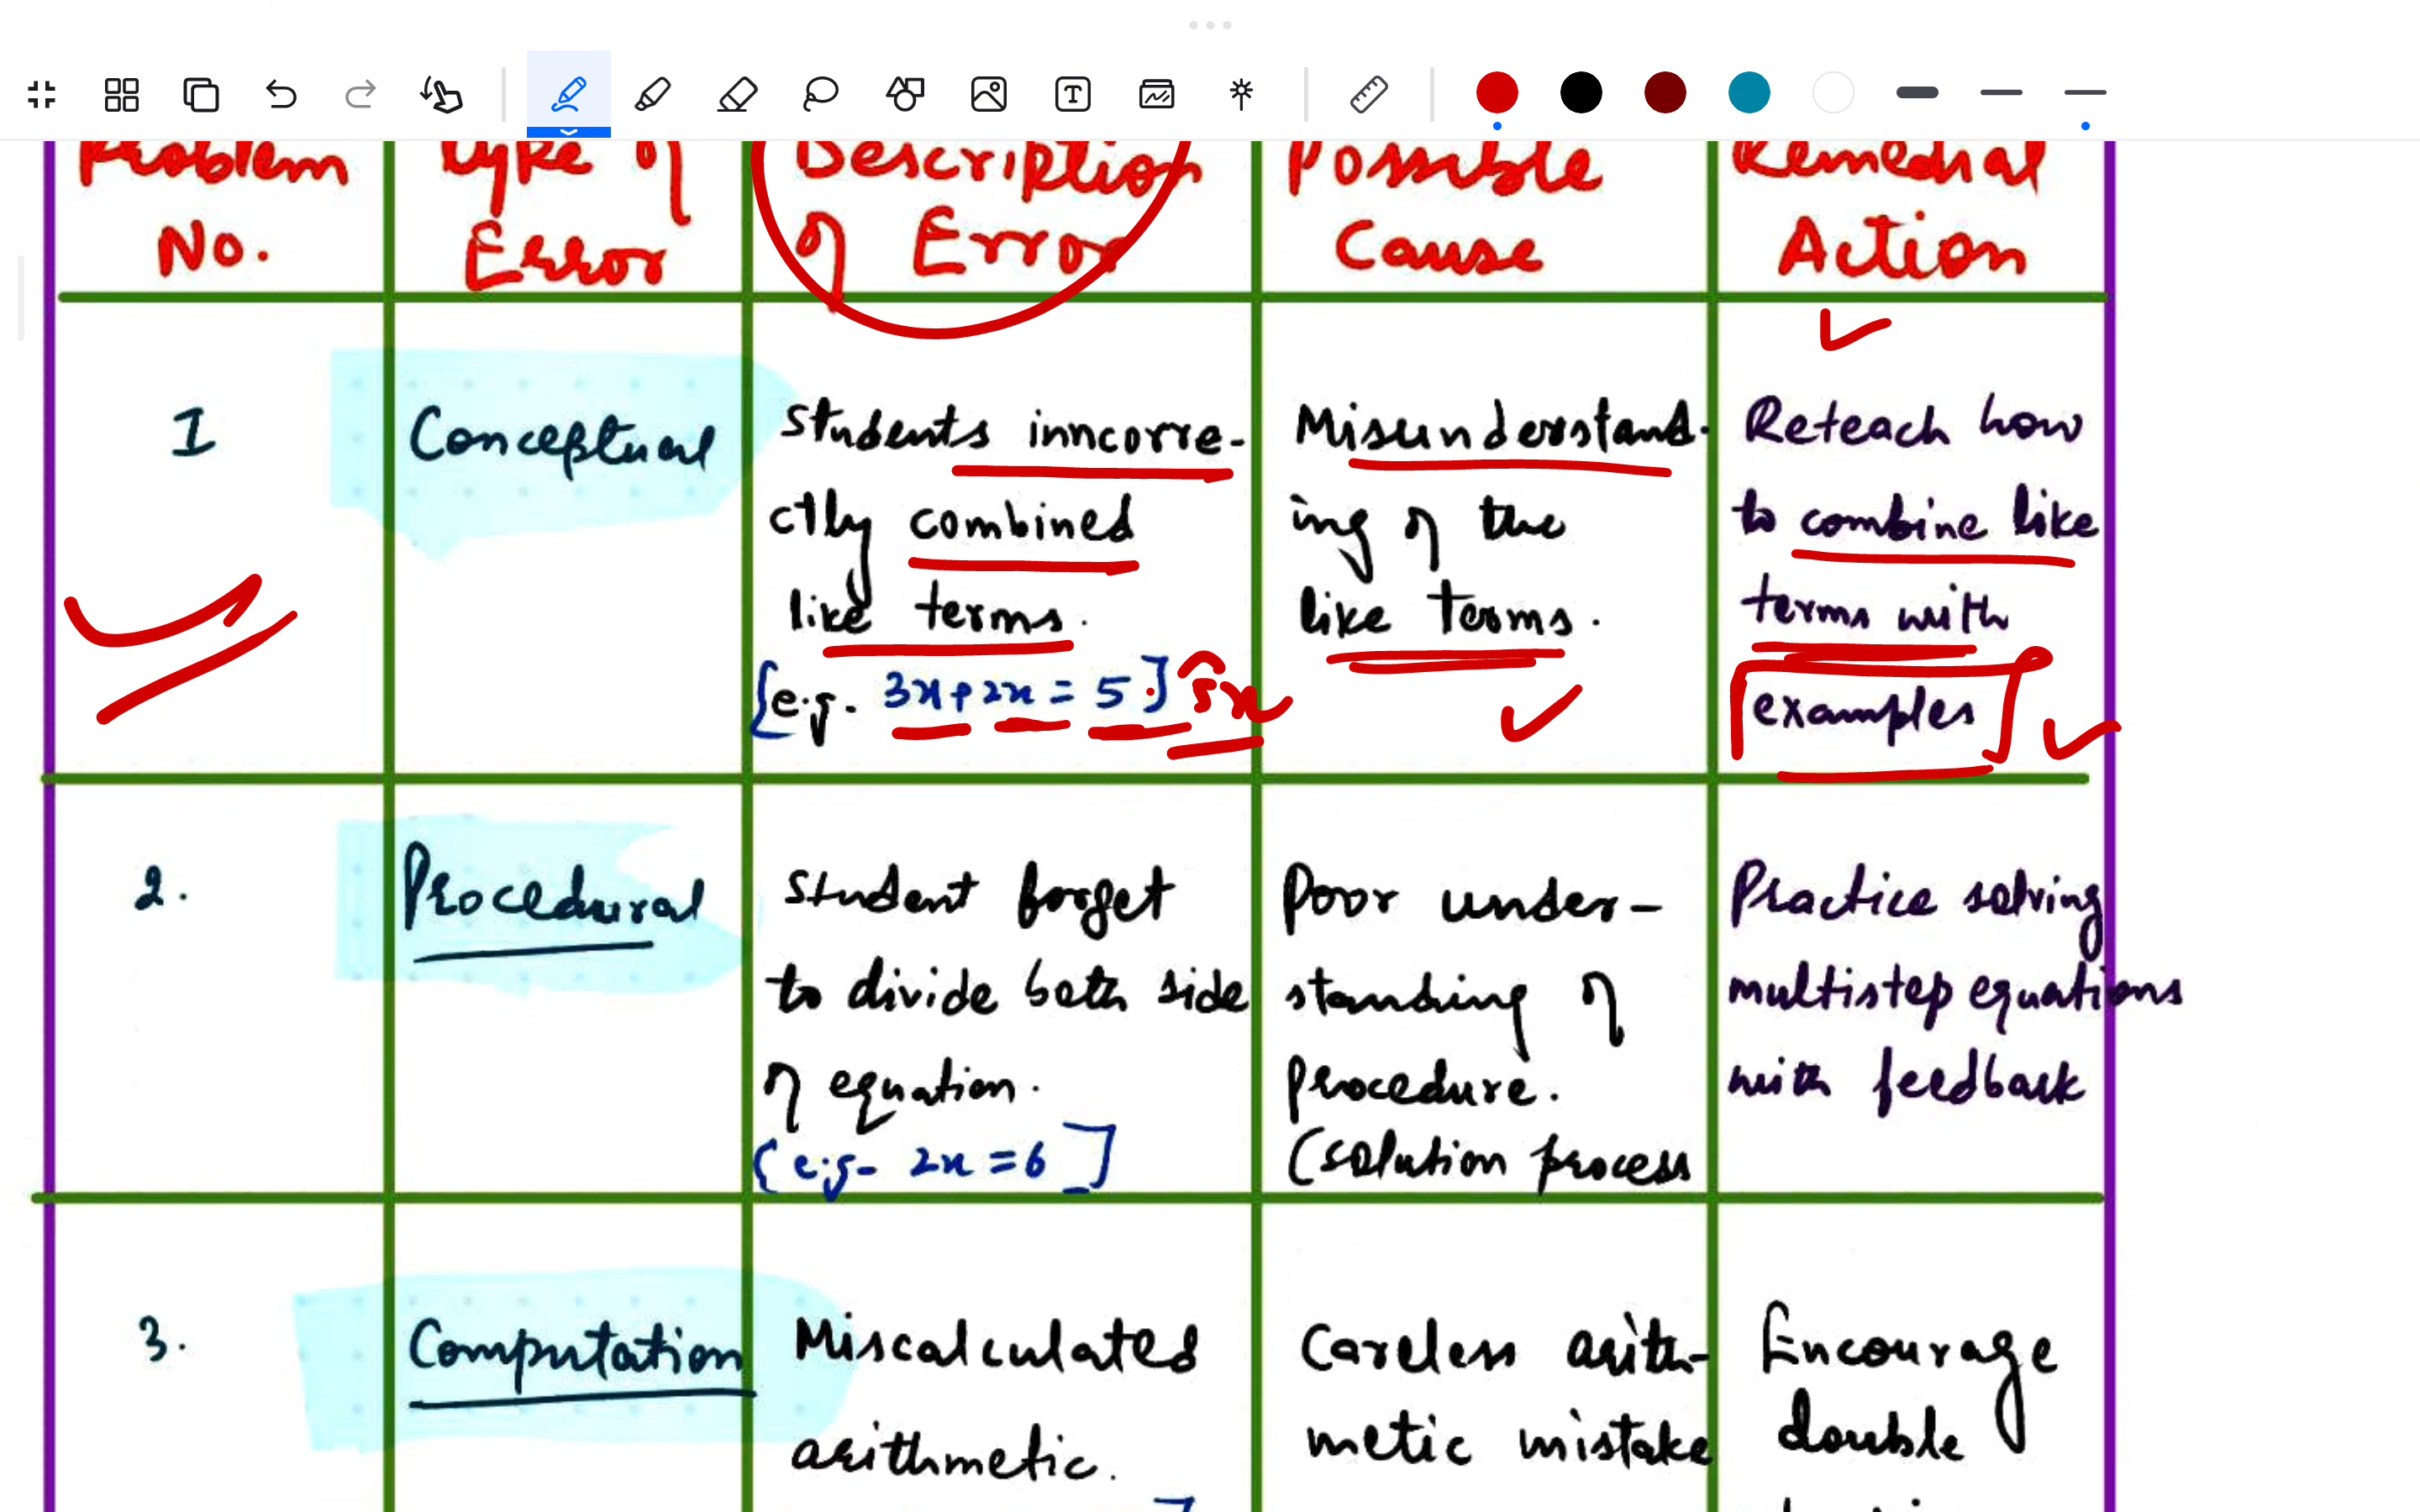 Problem No.
Type of Error
Description of Error
Possible Cause
Remedial Action
1
Conceptual
Students inncorre-
ctly combined
like terms.
[e.g. 3x+2x = 5] 5x
Misunderstand-
ing of the
like terms.
Reteach how
to combine like
terms with
examples
2.
Procedural
Student forget
to divide both side
of equation.
(e.g- 2x = 6]
Poor under-
standing of
procedure.
(solution process
Practice solving
multistep equations
with feedback
3.
Computation
Miscalculated
arithmetic.
Careless arith-
metic mistake
Encourage
double